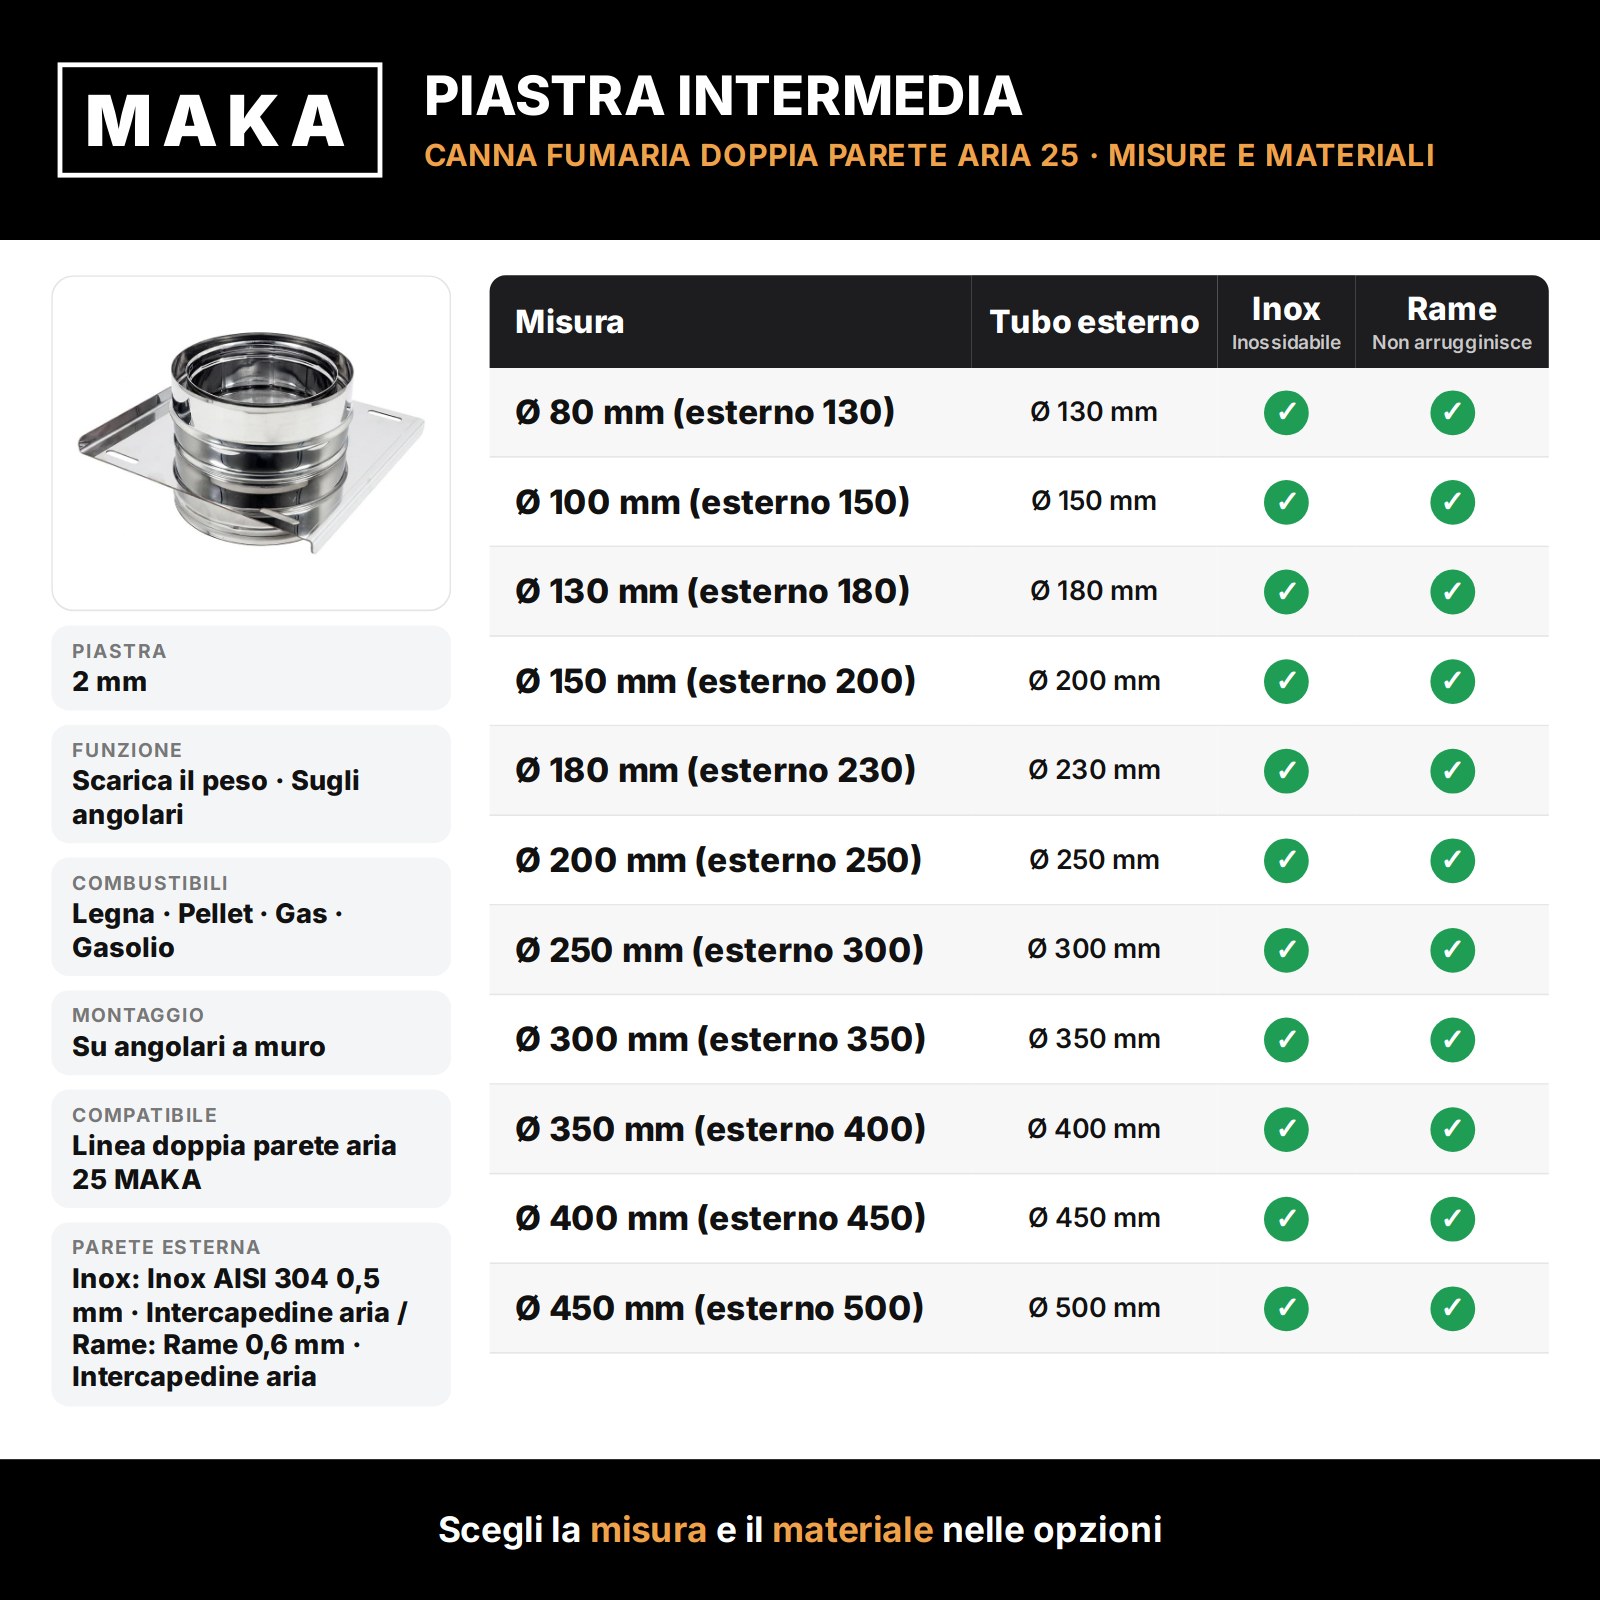 MAKA
PIASTRA INTERMEDIA
CANNA FUMARIA DOPPIA PARETE ARIA 25 · MISURE E MATERIALI
PIASTRA
2 mm
FUNZIONE
Scarica il peso · Sugli
angolari
COMBUSTIBILI
Legna · Pellet · Gas ·
Gasolio
MONTAGGIO
Su angolari a muro
COMPATIBILE
Linea doppia parete aria
25 MAKA
PARETE ESTERNA
Inox: Inox AISI 304 0,5
mm · Intercapedine aria /
Rame: Rame 0,6 mm ·
Intercapedine aria
Misura Tubo esterno Inox Rame
Inossidabile Non arrugginisce
Ø 80 mm (esterno 130) Ø 130 mm ✓ ✓
Ø 100 mm (esterno 150) Ø 150 mm ✓ ✓
Ø 130 mm (esterno 180) Ø 180 mm ✓ ✓
Ø 150 mm (esterno 200) Ø 200 mm ✓ ✓
Ø 180 mm (esterno 230) Ø 230 mm ✓ ✓
Ø 200 mm (esterno 250) Ø 250 mm ✓ ✓
Ø 250 mm (esterno 300) Ø 300 mm ✓ ✓
Ø 300 mm (esterno 350) Ø 350 mm ✓ ✓
Ø 350 mm (esterno 400) Ø 400 mm ✓ ✓
Ø 400 mm (esterno 450) Ø 450 mm ✓ ✓
Ø 450 mm (esterno 500) Ø 500 mm ✓ ✓
Scegli la misura e il materiale nelle opzioni